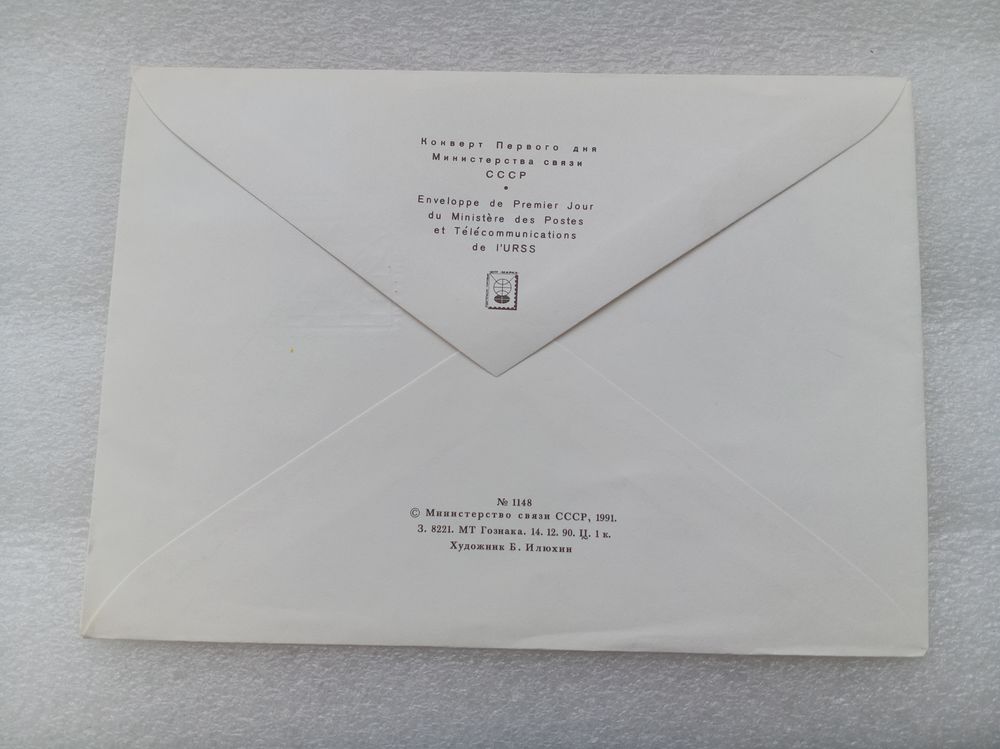 Конверт Первого дня
Министерства связи
СССР
•
Enveloppe de Premier Jour
du Ministère des Postes
et Télécommunications
de l'URSS
№ 1148
© Министерство связи СССР, 1991.
З. 8221. МТ Гознака. 14. 12. 90. Ц. 1 к.
Художник Б. Илюхин